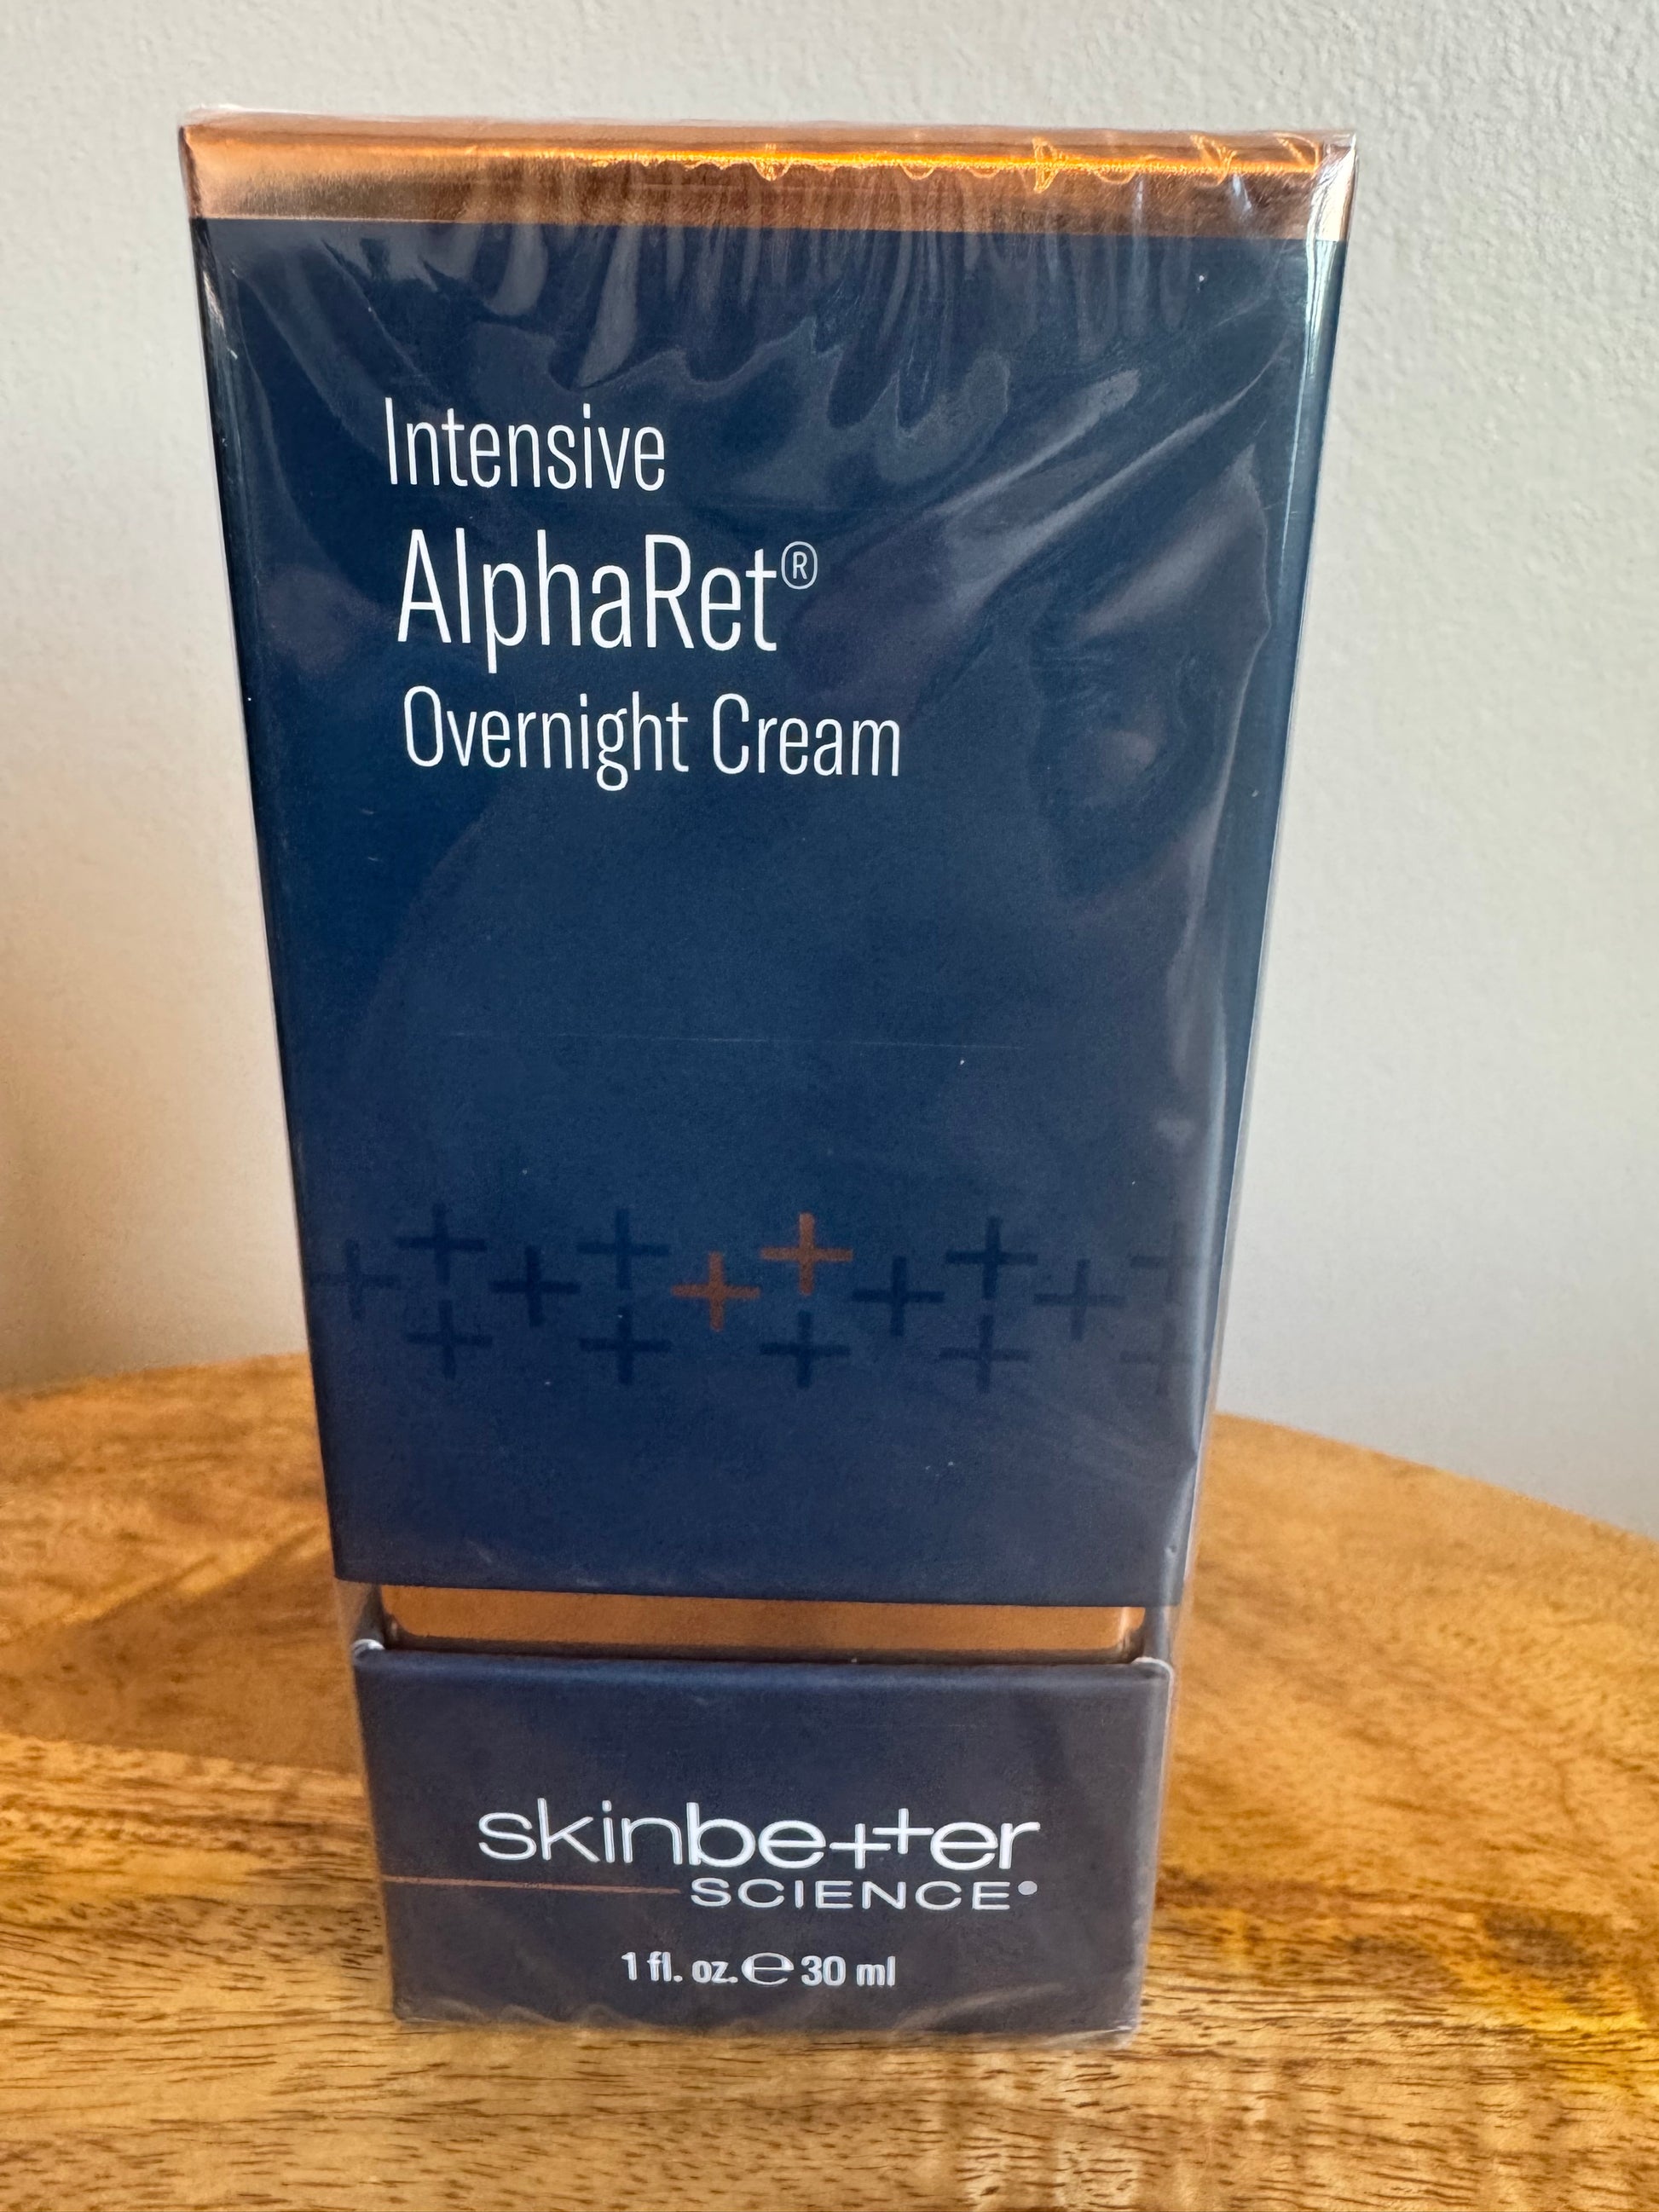 Intensive
AlphaRet®
Overnight Cream
skinbetter
SCIENCE®
1 fl. oz. ℮ 30 ml